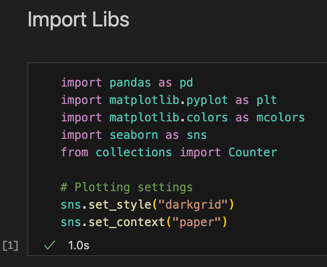 Import Libs
import pandas as pd
import matplotlib.pyplot as plt
import matplotlib.colors as mcolors
import seaborn as sns
from collections import Counter
# Plotting settings
sns.set_style("darkgrid")
sns.set_context("paper")
[1]
✓ 1.0s